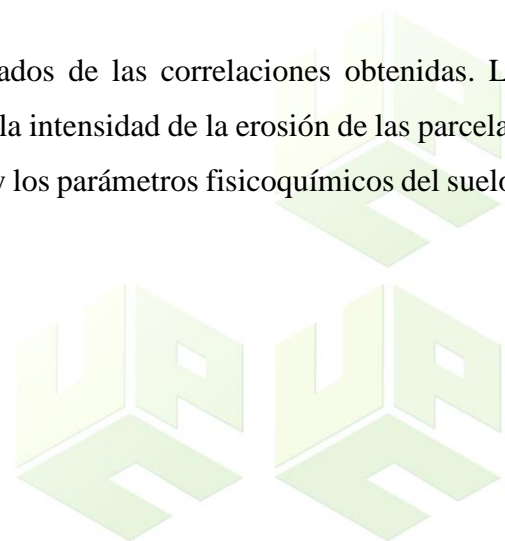 ados de las correlaciones obtenidas. L
la intensidad de la erosión de las parcela
y los parámetros fisicoquímicos del suelo